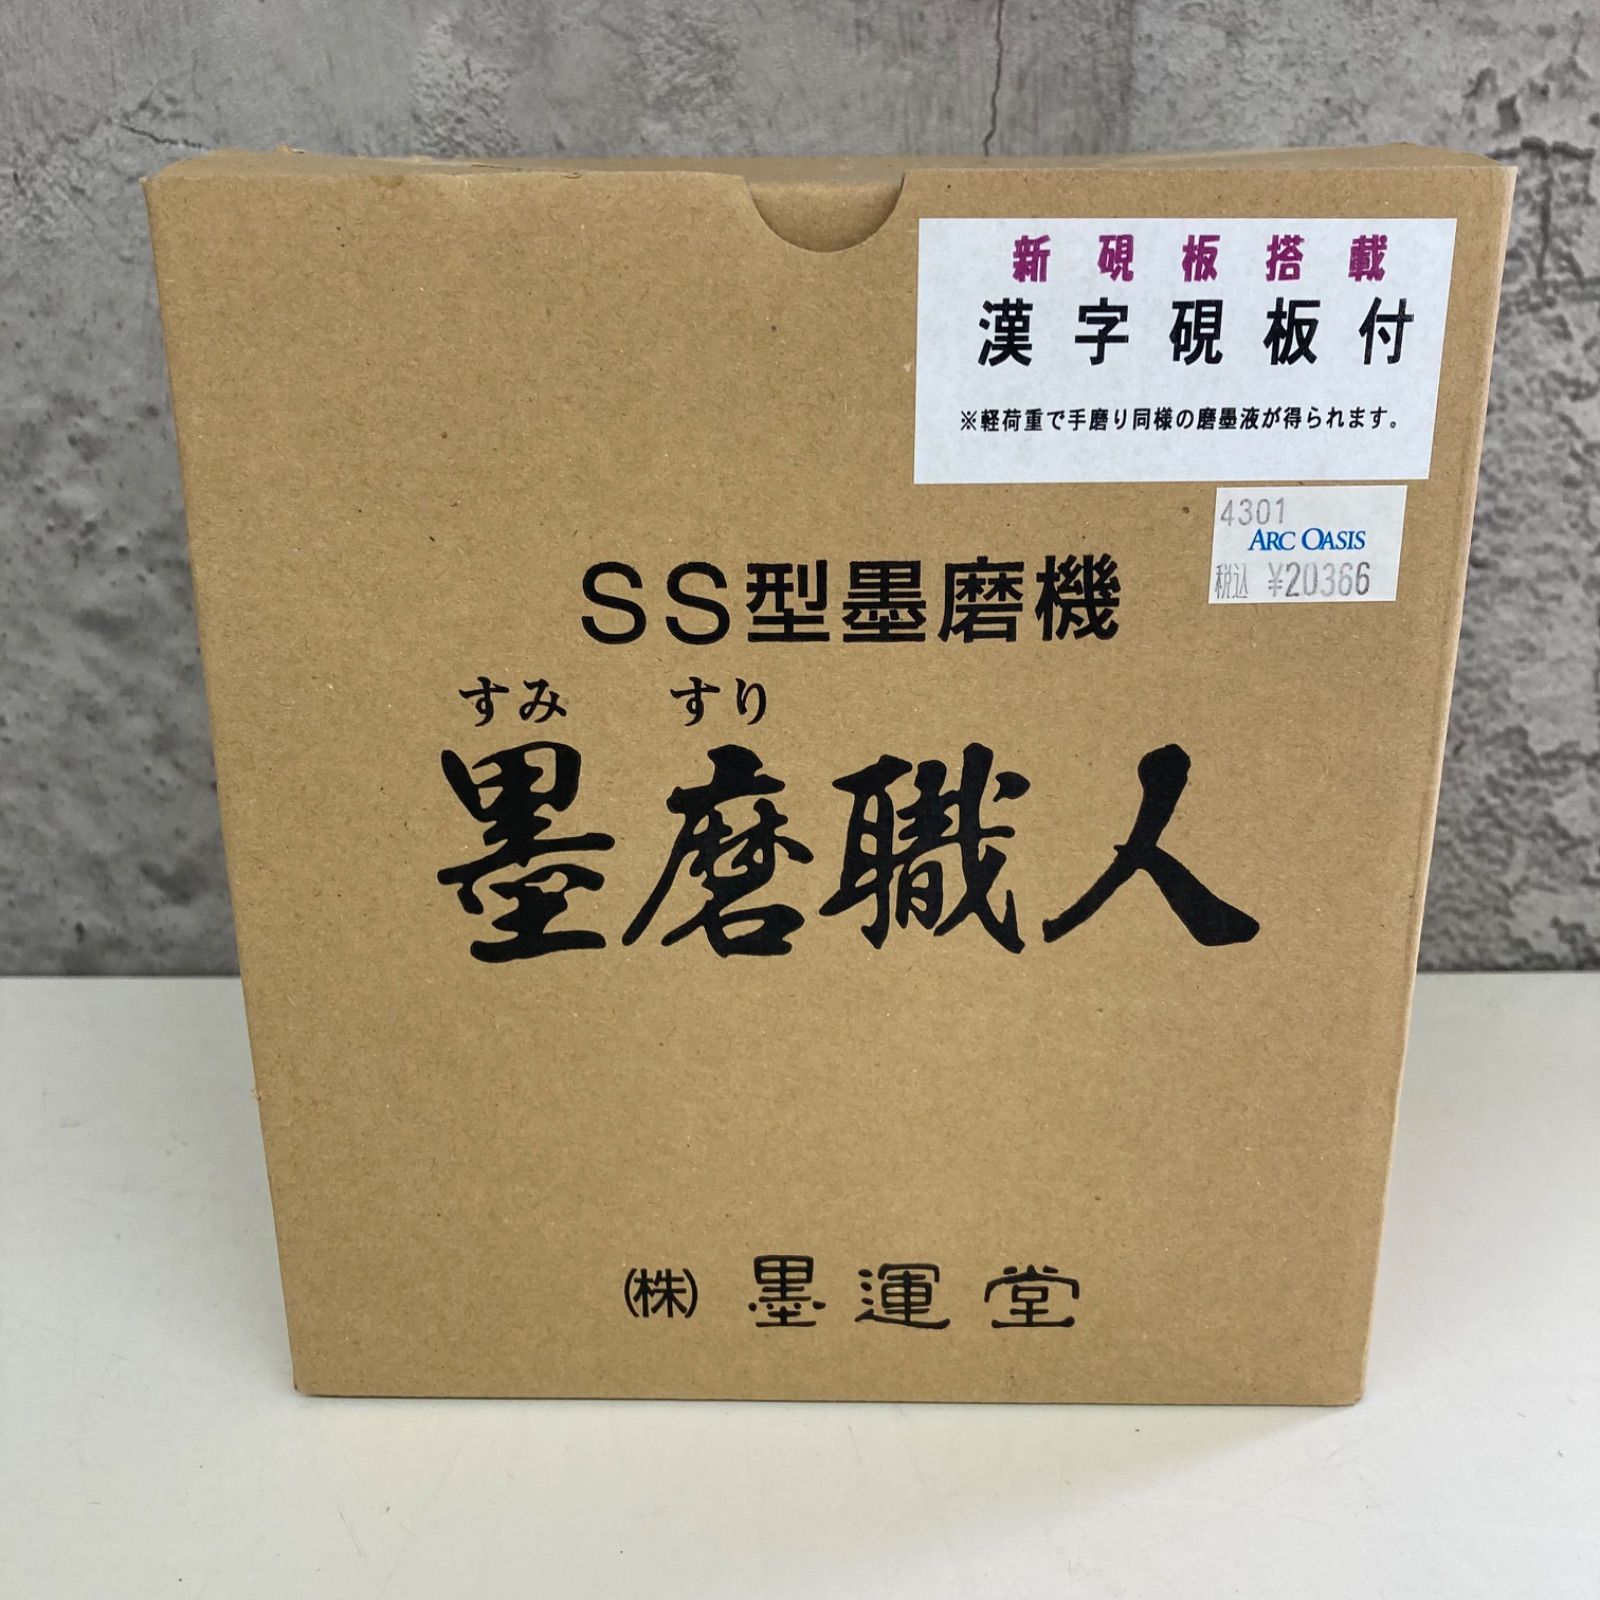 新硯板搭載
漢字硯板付
※軽荷重で手磨り同様の磨墨液が得られます。
4301
ARC OASIS
税込 ¥20366
SS型墨磨機
すみ すり
墨磨職人
㈱ 墨運堂